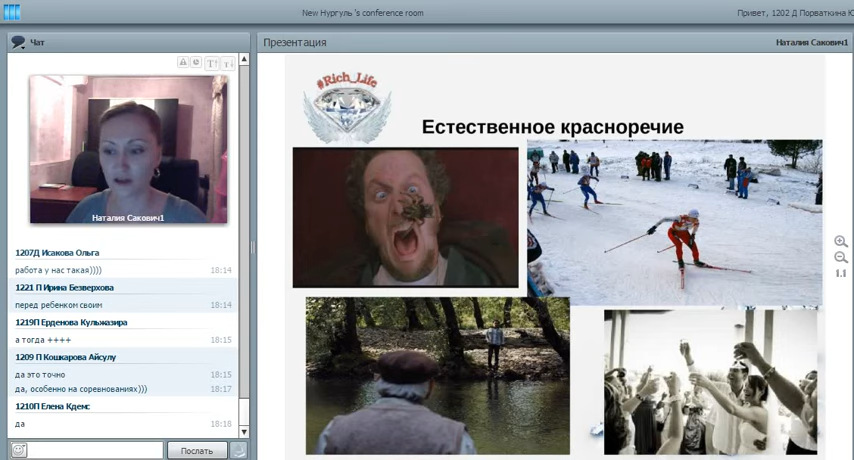 New Нургуль 's conference room
Привет, 1202 Д Порваткина Ю
Чат
Наталия Сакович1
1207Д Исакова Ольга
работа у нас такая))))
18:14
1221 П Ирина Безверхова
перед ребенком своим
18:14
1219П Ерденова Кульжазира
а тогда ++++
18:15
1209 П Кошкарова Айсулу
да это точно
18:15
да, особенно на соревнованиях)))
18:17
1210П Елена Кдемс
да
18:18
Послать
Презентация
Наталия Сакович1
#Rich_Life
Естественное красноречие
1:1